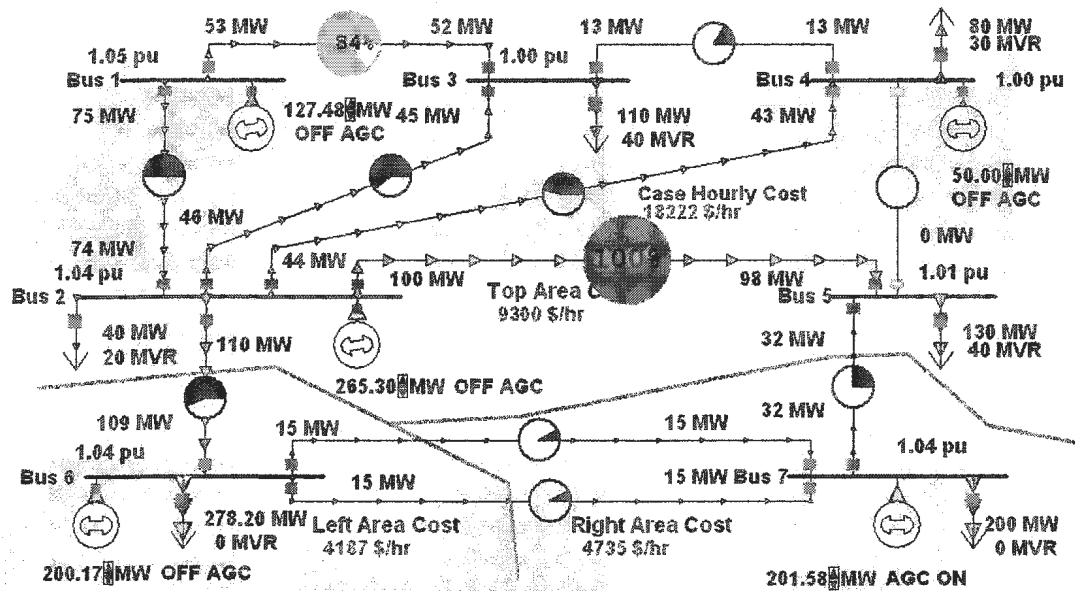 53 MW
84%
52 MW
13 MW
13 MW
80 MW
30 MVR
1.05 pu
1.00 pu
1.00 pu
Bus 1
Bus 3
Bus 4
75 MW
127.48 MW
OFF AGC
45 MW
110 MW
40 MVR
43 MW
50.00 MW
OFF AGC
46 MW
Case Hourly Cost
18222 $/hr
0 MW
74 MW
1.04 pu
44 MW
100 MW
98 MW
1.01 pu
Bus 2
Top Area
9300 $/hr
Bus 5
40 MW
20 MVR
110 MW
265.30 MW OFF AGC
32 MW
130 MW
40 MVR
109 MW
15 MW
15 MW
32 MW
1.04 pu
1.04 pu
Bus 6
15 MW
15 MW
Bus 7
278.20 MW
0 MVR
Left Area Cost
4187 $/hr
Right Area Cost
4735 $/hr
200 MW
0 MVR
200.17 MW OFF AGC
201.58 MW AGC ON